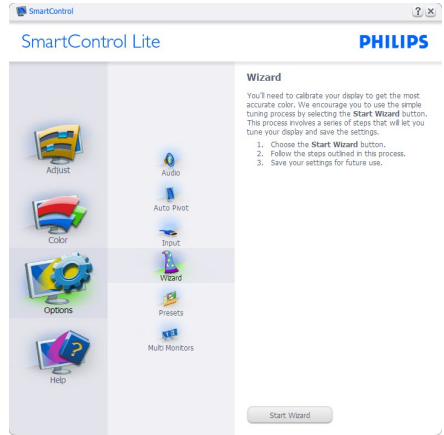 SmartControl
? X
SmartControl Lite
PHILIPS
Adjust
Color
Options
Help
Audio
Auto Pivot
Input
Wizard
Presets
Multi Monitors
Wizard
You'll need to calibrate your display to get the most
accurate color. We encourage you to use the simple
tuning process by selecting the Start Wizard button.
This process involves a series of steps that will let you
tune your display and save the settings.
1. Choose the Start Wizard button.
2. Follow the steps outlined in this process.
3. Save your settings for future use.
Start Wizard